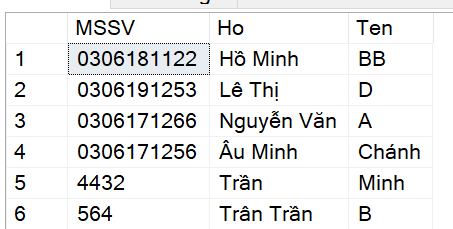 MSSV Ho Ten
1 0306181122 Hồ Minh BB
2 0306191253 Lê Thị D
3 0306171266 Nguyễn Văn A
4 0306171256 Âu Minh Chánh
5 4432 Trần Minh
6 564 Trân Trần B